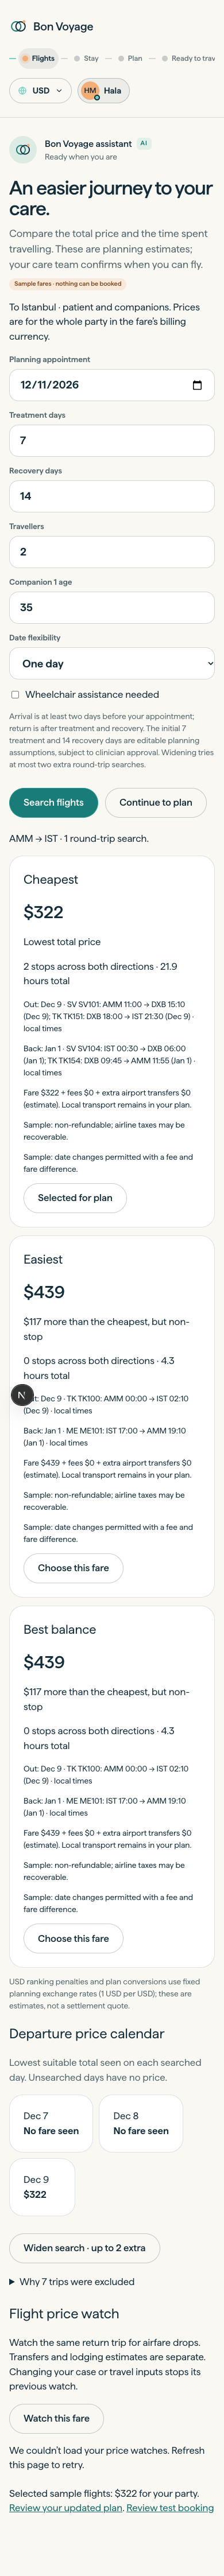 Bon Voyage
Flights
Stay
Plan
Ready to trav
USD
HM
Hala
Bon Voyage assistant
AI
Ready when you are
An easier journey to your
care.
Compare the total price and the time spent
travelling. These are planning estimates;
your care team confirms when you can fly.
Sample fares · nothing can be booked
To Istanbul · patient and companions. Prices
are for the whole party in the fare's billing
currency.
Planning appointment
12/11/2026
Treatment days
7
Recovery days
14
Travellers
2
Companion 1 age
35
Date flexibility
One day
Wheelchair assistance needed
Arrival is at least two days before your appointment;
return is after treatment and recovery. The initial 7
treatment and 14 recovery days are editable planning
assumptions, subject to clinician approval. Widening tries
at most two extra round-trip searches.
Search flights
Continue to plan
AMM → IST · 1 round-trip search.
Cheapest
$322
Lowest total price
2 stops across both directions · 21.9
hours total
Out: Dec 9 · SV SV101: AMM 11:00 → DXB 15:10
(Dec 9); TK TK151: DXB 18:00 → IST 21:30 (Dec 9) ·
local times
Back: Jan 1 · SV SV104: IST 00:30 → DXB 06:00
(Jan 1); TK TK154: DXB 09:45 → AMM 11:55 (Jan 1) ·
local times
Fare $322 + fees $0 + extra airport transfers $0
(estimate). Local transport remains in your plan.
Sample: non-refundable; airline taxes may be
recoverable.
Sample: date changes permitted with a fee and
fare difference.
Selected for plan
Easiest
$439
$117 more than the cheapest, but non-
stop
0 stops across both directions · 4.3
hours total
N
Dec 9 · TK TK100: AMM 00:00 → IST 02:10
(Dec 9) · local times
Back: Jan 1 · ME ME101: IST 17:00 → AMM 19:10
(Jan 1) · local times
Fare $439 + fees $0 + extra airport transfers $0
(estimate). Local transport remains in your plan.
Sample: non-refundable; airline taxes may be
recoverable.
Sample: date changes permitted with a fee and
fare difference.
Choose this fare
Best balance
$439
$117 more than the cheapest, but non-
stop
0 stops across both directions · 4.3
hours total
Out: Dec 9 · TK TK100: AMM 00:00 → IST 02:10
(Dec 9) · local times
Back: Jan 1 · ME ME101: IST 17:00 → AMM 19:10
(Jan 1) · local times
Fare $439 + fees $0 + extra airport transfers $0
(estimate). Local transport remains in your plan.
Sample: non-refundable; airline taxes may be
recoverable.
Sample: date changes permitted with a fee and
fare difference.
Choose this fare
USD ranking penalties and plan conversions use fixed
planning exchange rates (1 USD per USD); these are
estimates, not a settlement quote.
Departure price calendar
Lowest suitable total seen on each searched
day. Unsearched days have no price.
Dec 7
No fare seen
Dec 8
No fare seen
Dec 9
$322
Widen search · up to 2 extra
Why 7 trips were excluded
Flight price watch
Watch the same return trip for airfare drops.
Transfers and lodging estimates are separate.
Changing your case or travel inputs stops its
previous watch.
Watch this fare
We couldn't load your price watches. Refresh
this page to retry.
Selected sample flights: $322 for your party.
Review your updated plan. Review test booking